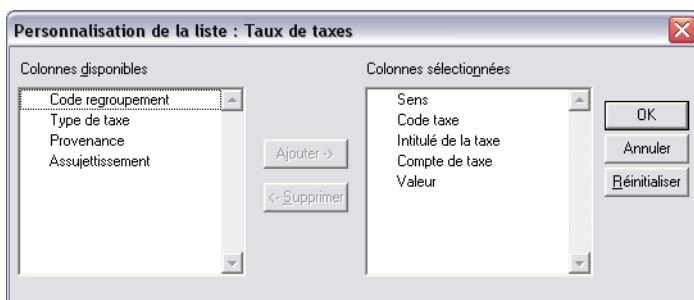 Personnalisation de la liste : Taux de taxes
Colonnes disponibles
Code regroupement
Type de taxe
Provenance
Assujettissement
Ajouter ->
<- Supprimer
Colonnes sélectionnées
Sens
Code taxe
Intitulé de la taxe
Compte de taxe
Valeur
OK
Annuler
Réinitialiser